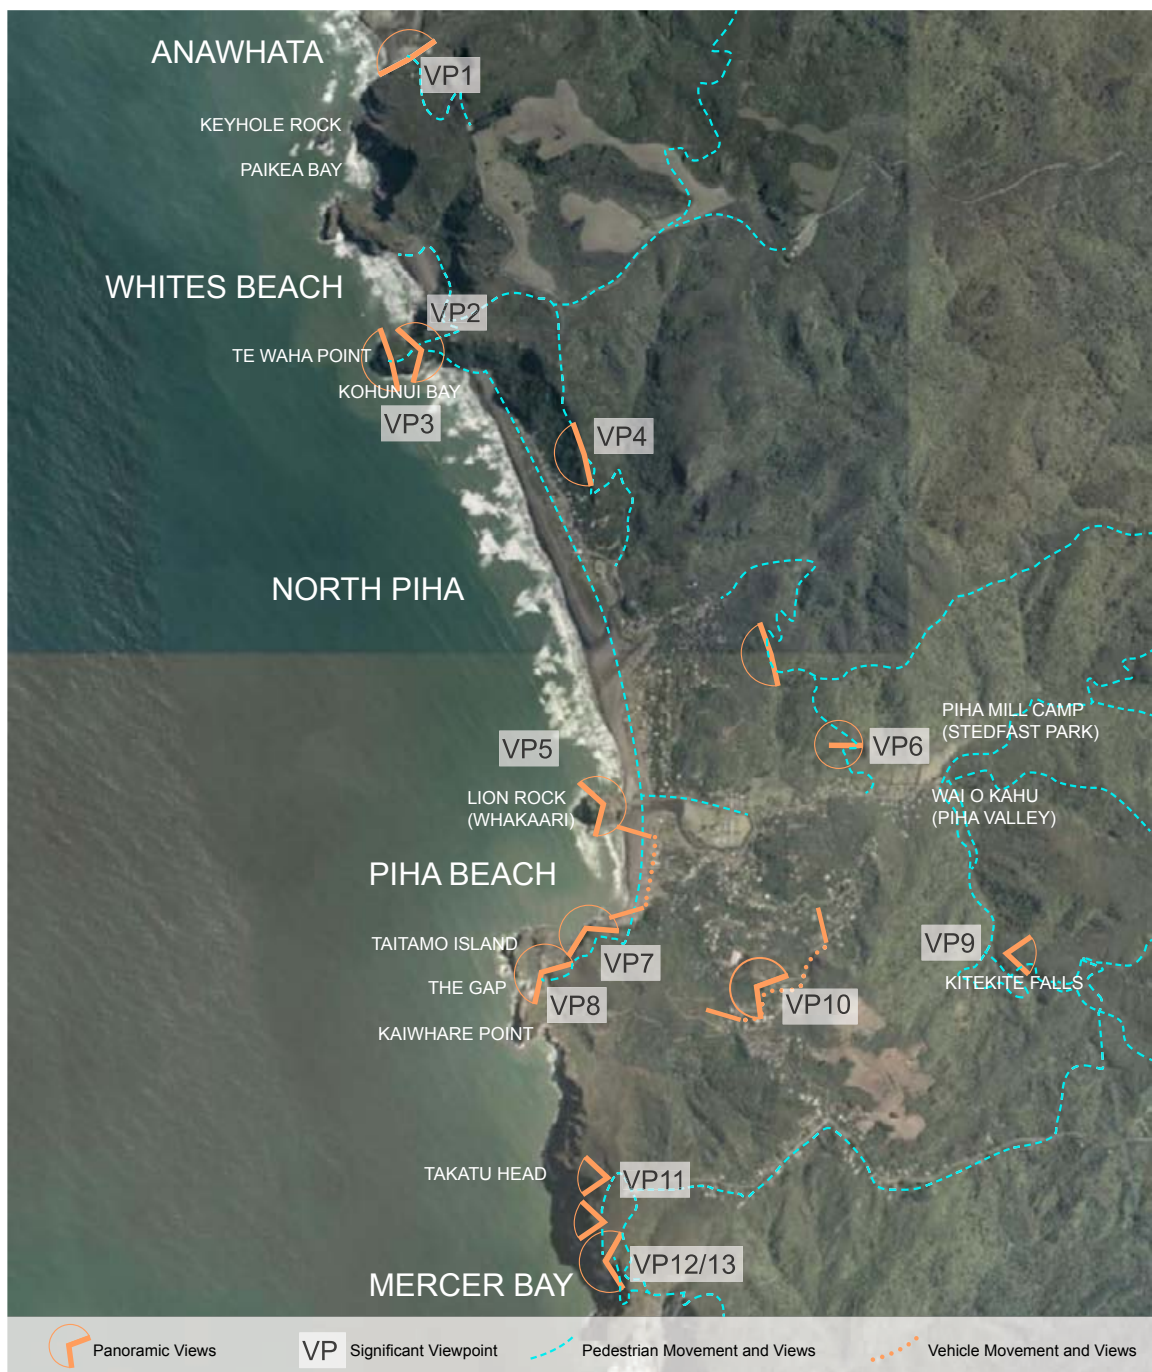 ANAWHATA
VP1
KEYHOLE ROCK
PAIKEA BAY
WHITES BEACH
VP2
TE WAHA POINT
KOHUNUI BAY
VP3
VP4
NORTH PIHA
PIHA MILL CAMP
(STEDFAST PARK)
VP5
VP6
LION ROCK
(WHAKAARI)
WAI O KAHU
(PIHA VALLEY)
PIHA BEACH
TAITAMO ISLAND
VP7
VP9
KITEKITE FALLS
THE GAP
VP8
VP10
KAIWHARE POINT
TAKATU HEAD
VP11
VP12/13
MERCER BAY
Panoramic Views
VP Significant Viewpoint
Pedestrian Movement and Views
Vehicle Movement and Views